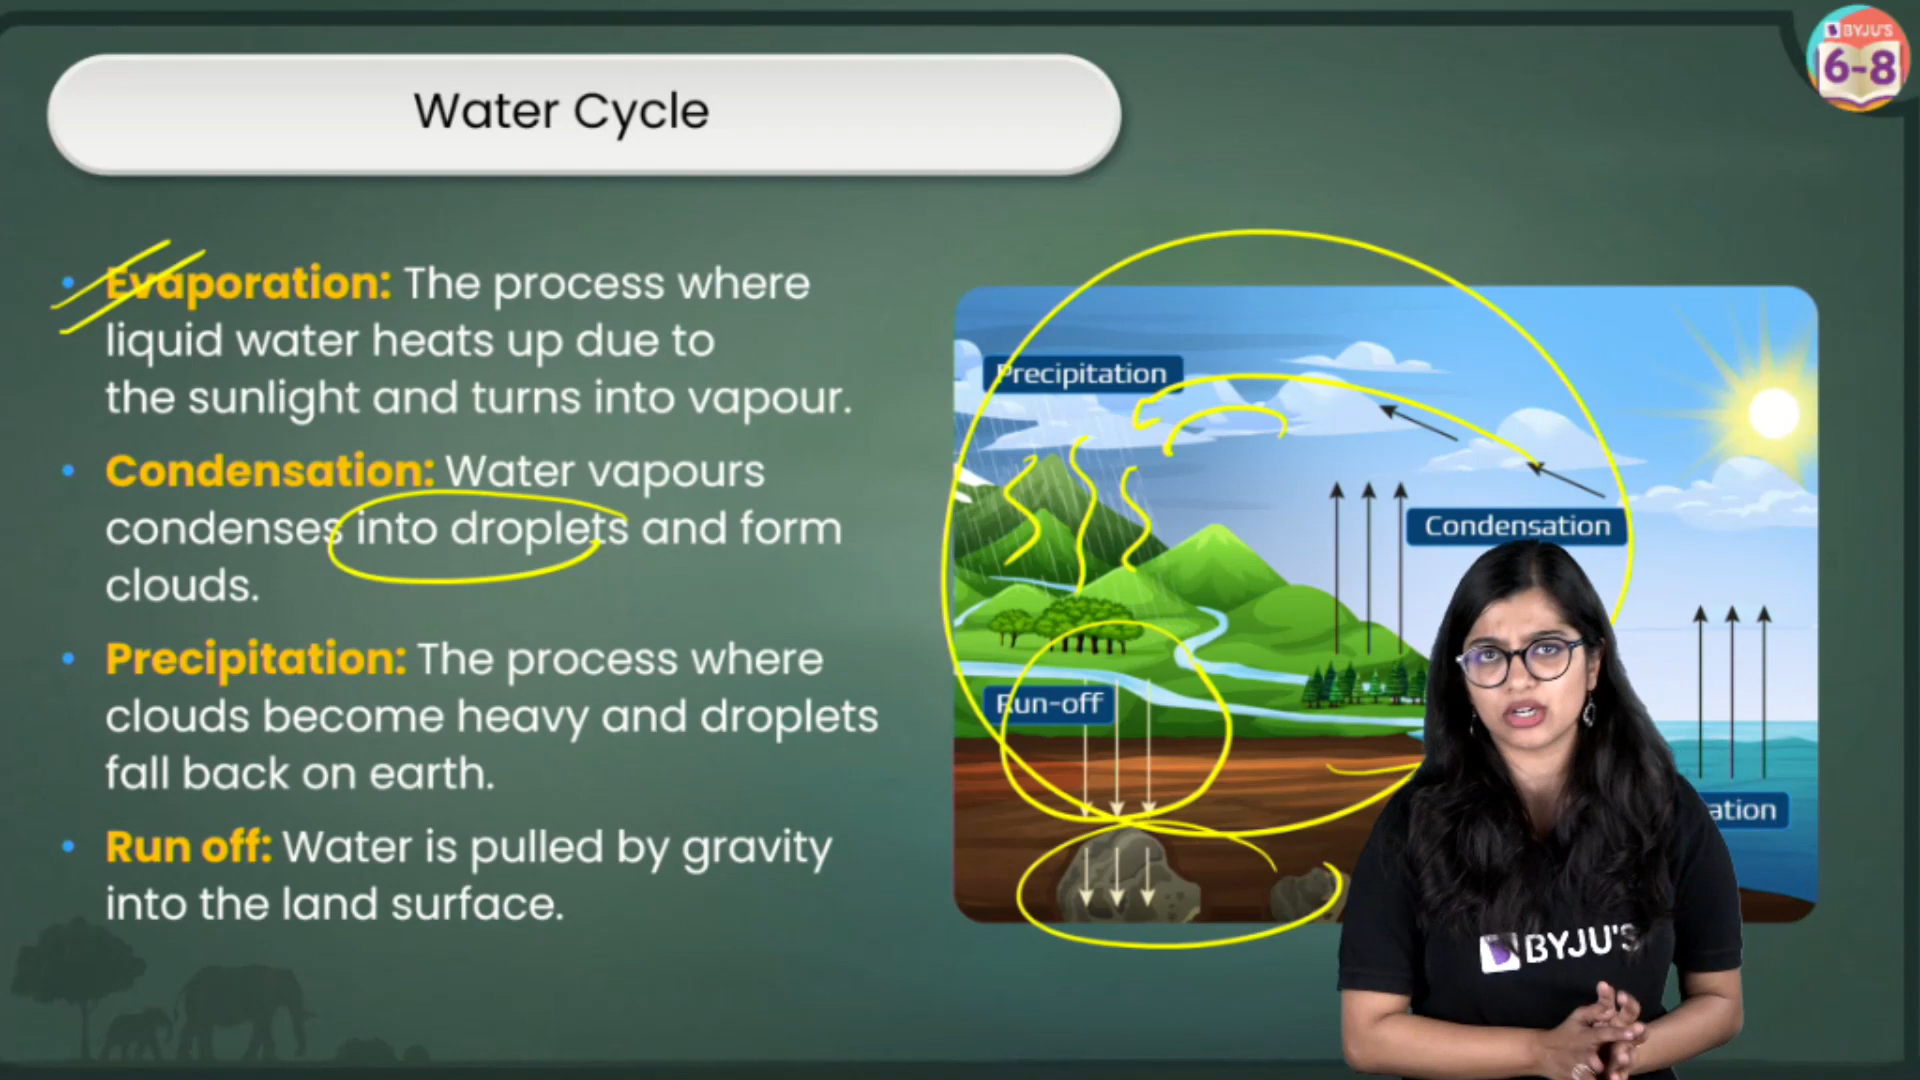 BYJU'S
6-8
Water Cycle
Evaporation: The process where
liquid water heats up due to
the sunlight and turns into vapour.
Condensation: Water vapours
condenses into droplets and form
clouds.
Precipitation: The process where
clouds become heavy and droplets
fall back on earth.
Run off: Water is pulled by gravity
into the land surface.
Precipitation
Condensation
Run-off
ation
BYJU'S